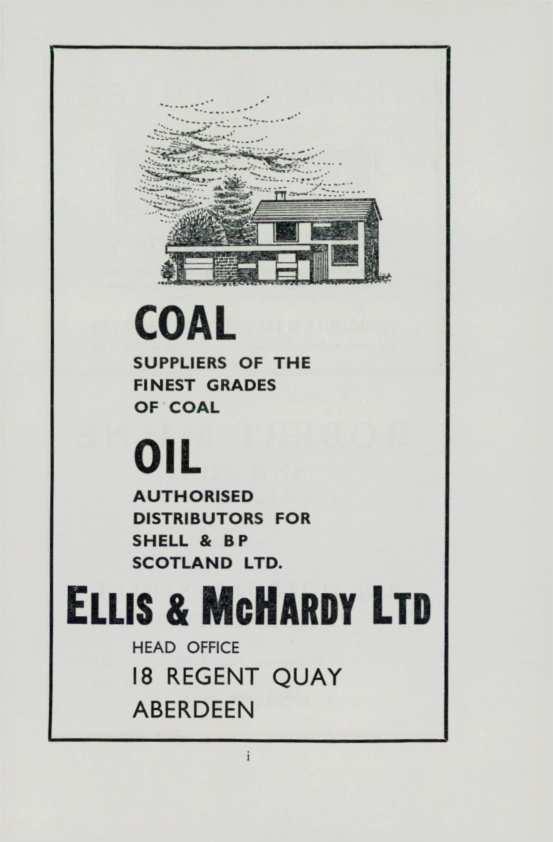 COAL
SUPPLIERS OF THE
FINEST GRADES
OF COAL
OIL
AUTHORISED
DISTRIBUTORS FOR
SHELL & BP
SCOTLAND LTD.
ELLIS & McHARDY LTD
HEAD OFFICE
18 REGENT QUAY
ABERDEEN
i